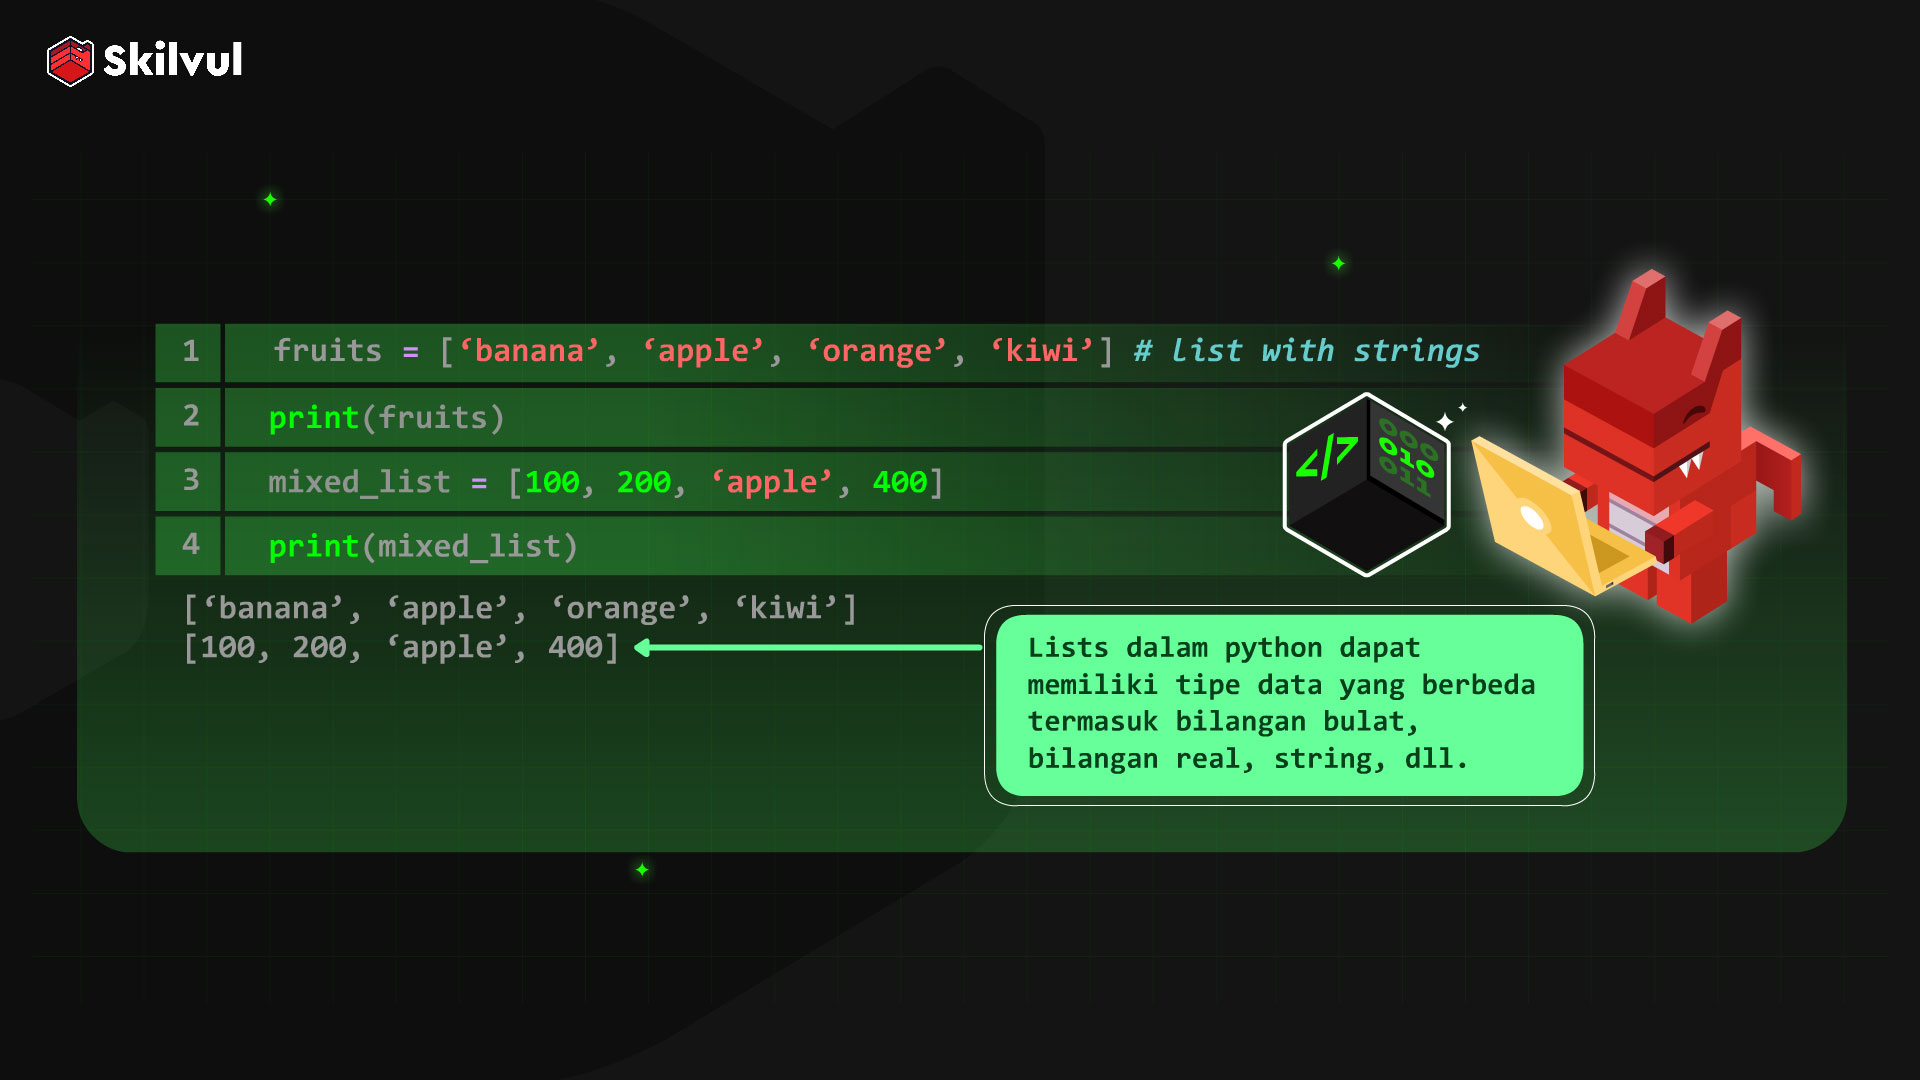 Skilvul
1 fruits = [‘banana’, ‘apple’, ‘orange’, ‘kiwi’] # list with strings
2 print(fruits)
3 mixed_list = [100, 200, ‘apple’, 400]
4 print(mixed_list)
[‘banana’, ‘apple’, ‘orange’, ‘kiwi’]
[100, 200, ‘apple’, 400]
Lists dalam python dapat
memiliki tipe data yang berbeda
termasuk bilangan bulat,
bilangan real, string, dll.